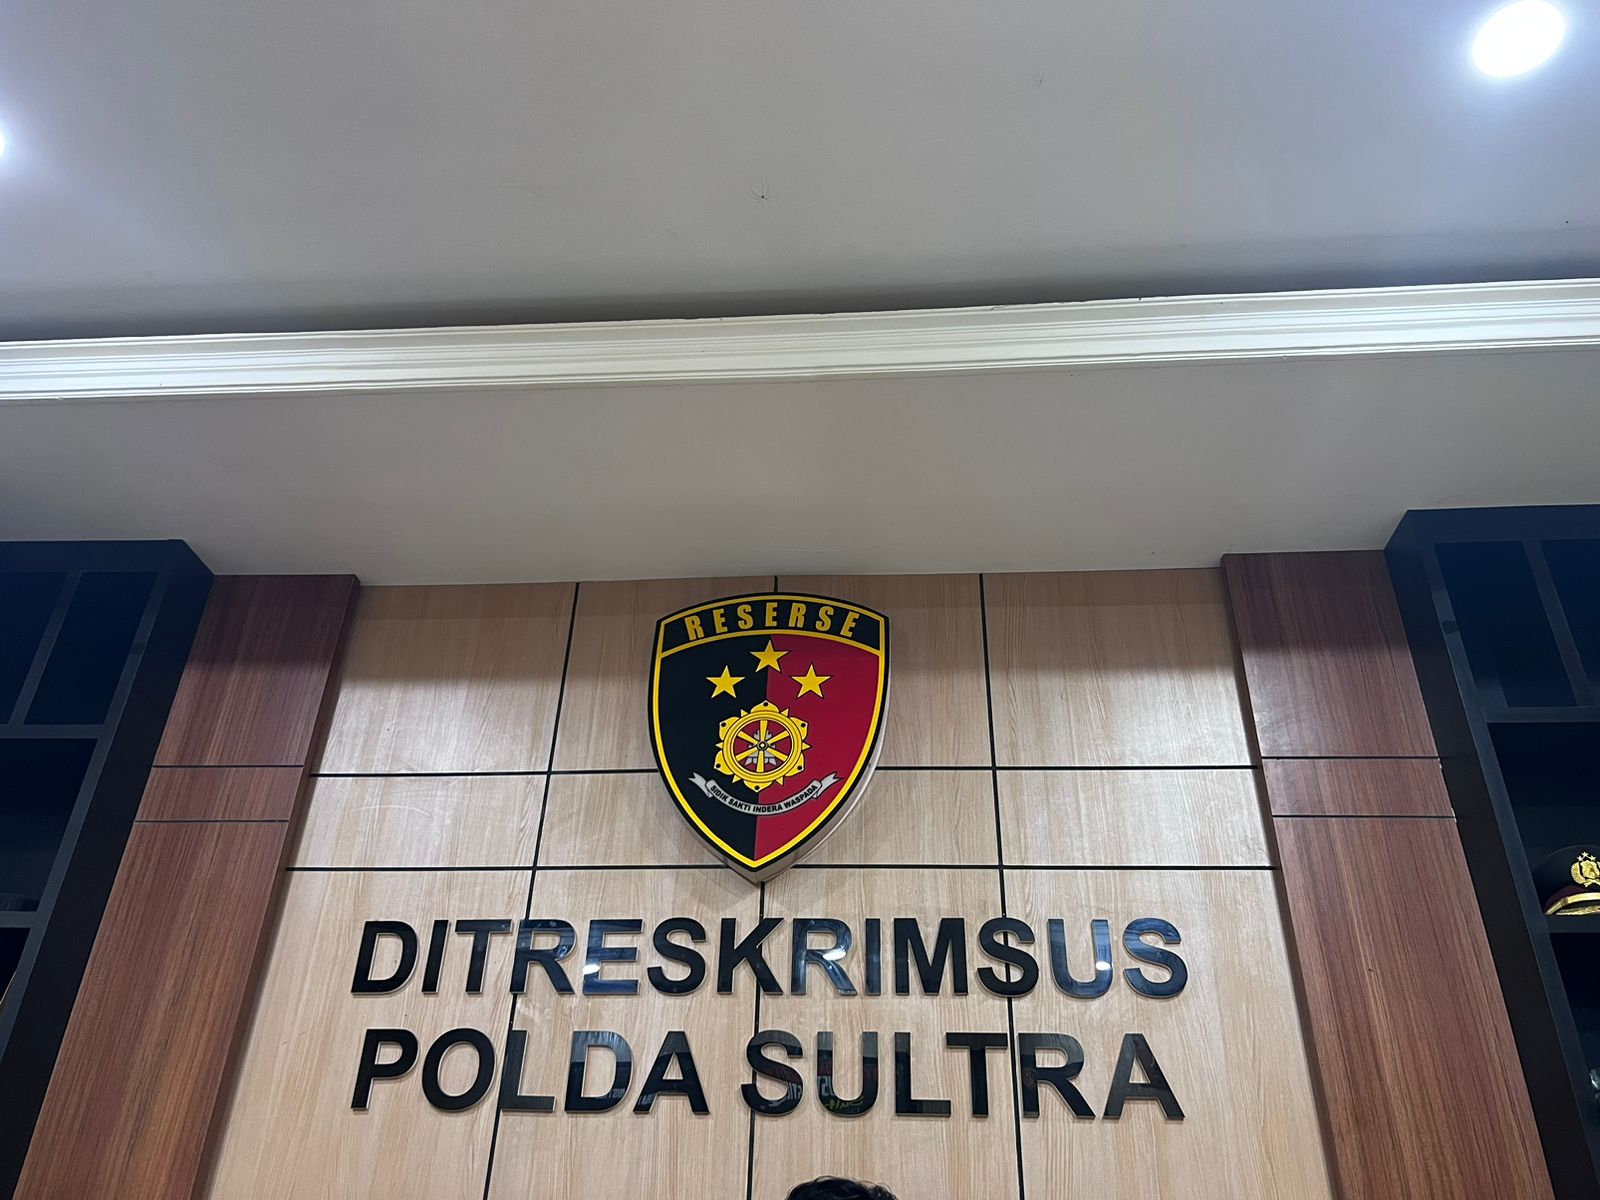 RESERSE
SIDIK SAKTI INDERA WASPADA
DITRESKRIMSUS
POLDA SULTRA